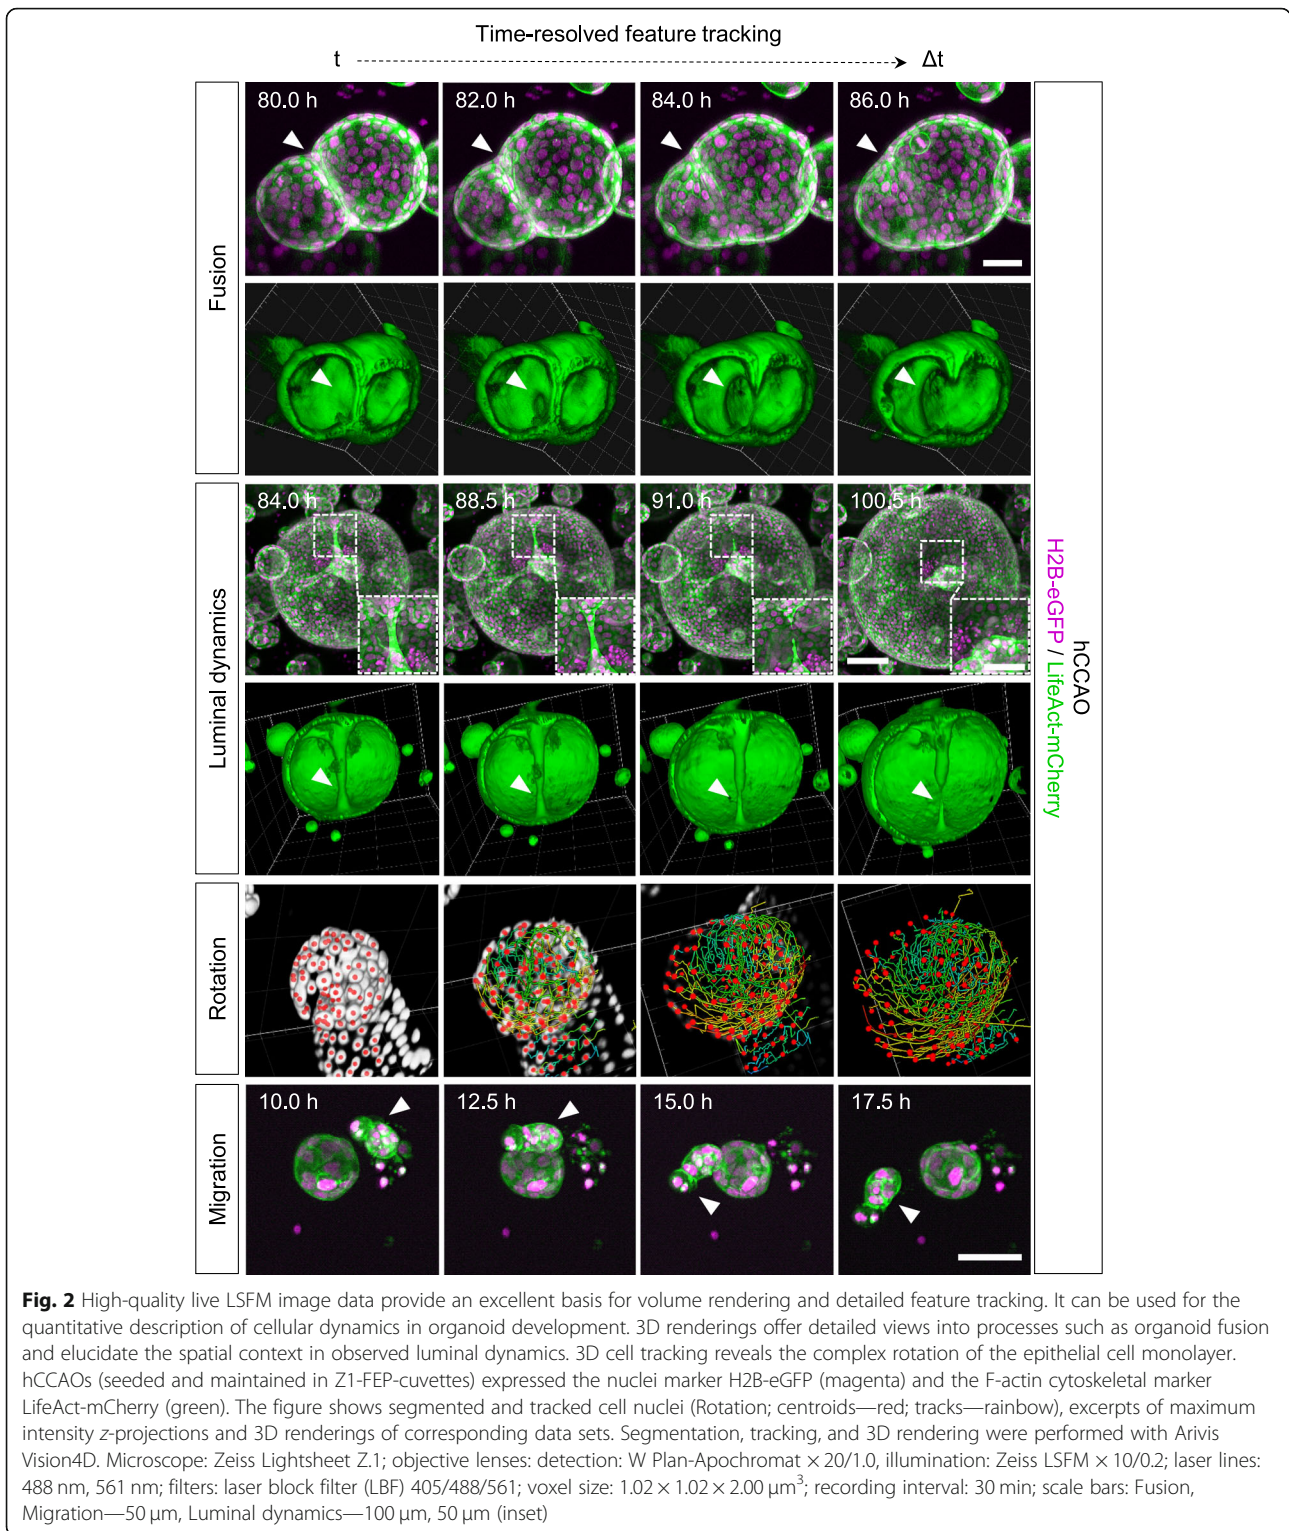 Time-resolved feature tracking
t
Δt
Fusion
80.0 h
82.0 h
84.0 h
86.0 h
Luminal dynamics
84.0 h
88.5 h
91.0 h
100.5 h
Rotation
Migration
10.0 h
12.5 h
15.0 h
17.5 h
hCCAO
H2B-eGFP / LifeAct-mCherry
Fig. 2 High-quality live LSFM image data provide an excellent basis for volume rendering and detailed feature tracking. It can be used for the
quantitative description of cellular dynamics in organoid development. 3D renderings offer detailed views into processes such as organoid fusion
and elucidate the spatial context in observed luminal dynamics. 3D cell tracking reveals the complex rotation of the epithelial cell monolayer.
hCCAOs (seeded and maintained in Z1-FEP-cuvettes) expressed the nuclei marker H2B-eGFP (magenta) and the F-actin cytoskeletal marker
LifeAct-mCherry (green). The figure shows segmented and tracked cell nuclei (Rotation; centroids—red; tracks—rainbow), excerpts of maximum
intensity z-projections and 3D renderings of corresponding data sets. Segmentation, tracking, and 3D rendering were performed with Arivis
Vision4D. Microscope: Zeiss Lightsheet Z.1; objective lenses: detection: W Plan-Apochromat × 20/1.0, illumination: Zeiss LSFM × 10/0.2; laser lines:
488 nm, 561 nm; filters: laser block filter (LBF) 405/488/561; voxel size: 1.02 × 1.02 × 2.00 μm³; recording interval: 30 min; scale bars: Fusion,
Migration—50 μm, Luminal dynamics—100 μm, 50 μm (inset)